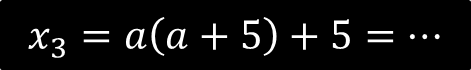 x₃ = a(a + 5) + 5 = ⋯